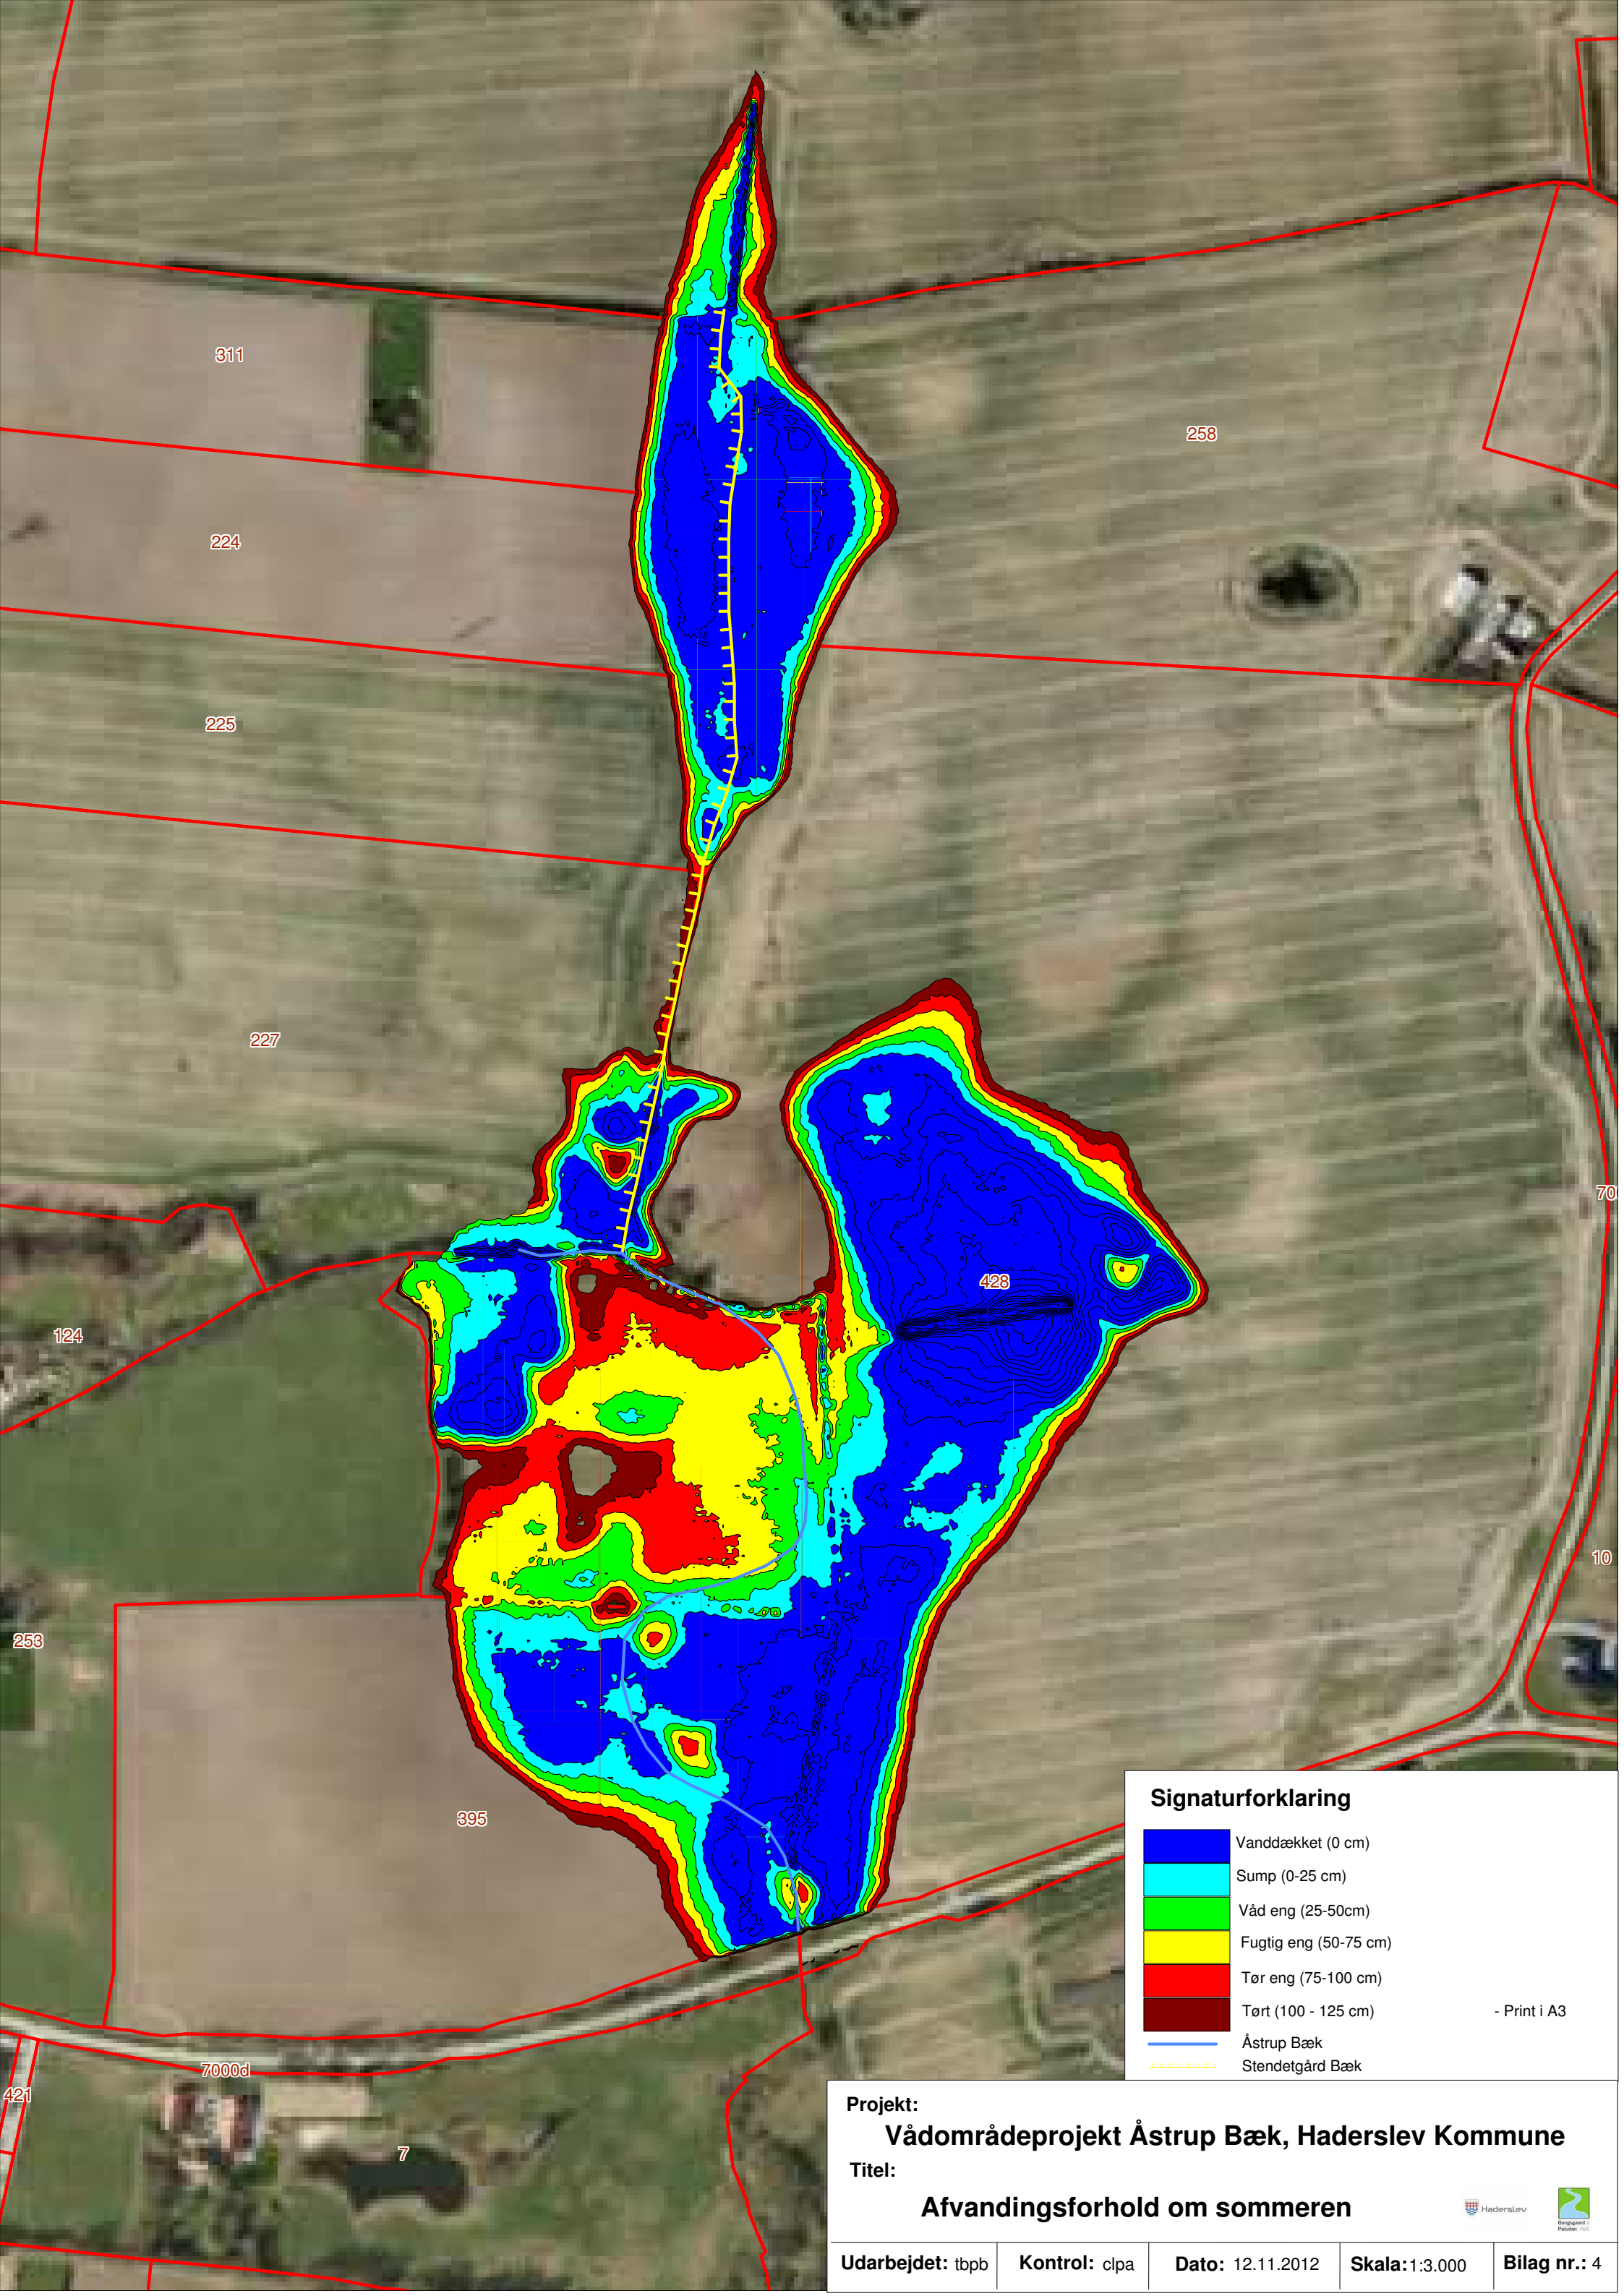 311
258
224
225
227
70
428
124
10
253
395
7000d
421
7
Signaturforklaring
Vanddækket (0 cm)
Sump (0-25 cm)
Våd eng (25-50cm)
Fugtig eng (50-75 cm)
Tør eng (75-100 cm)
Tørt (100 - 125 cm) - Print i A3
Åstrup Bæk
Stendetgård Bæk
Projekt:
Vådområdeprojekt Åstrup Bæk, Haderslev Kommune
Titel:
Afvandingsforhold om sommeren
Haderslev
Bangsgaard &
Paludan ApS
Udarbejdet: tbpb Kontrol: clpa Dato: 12.11.2012 Skala:1:3.000 Bilag nr.: 4